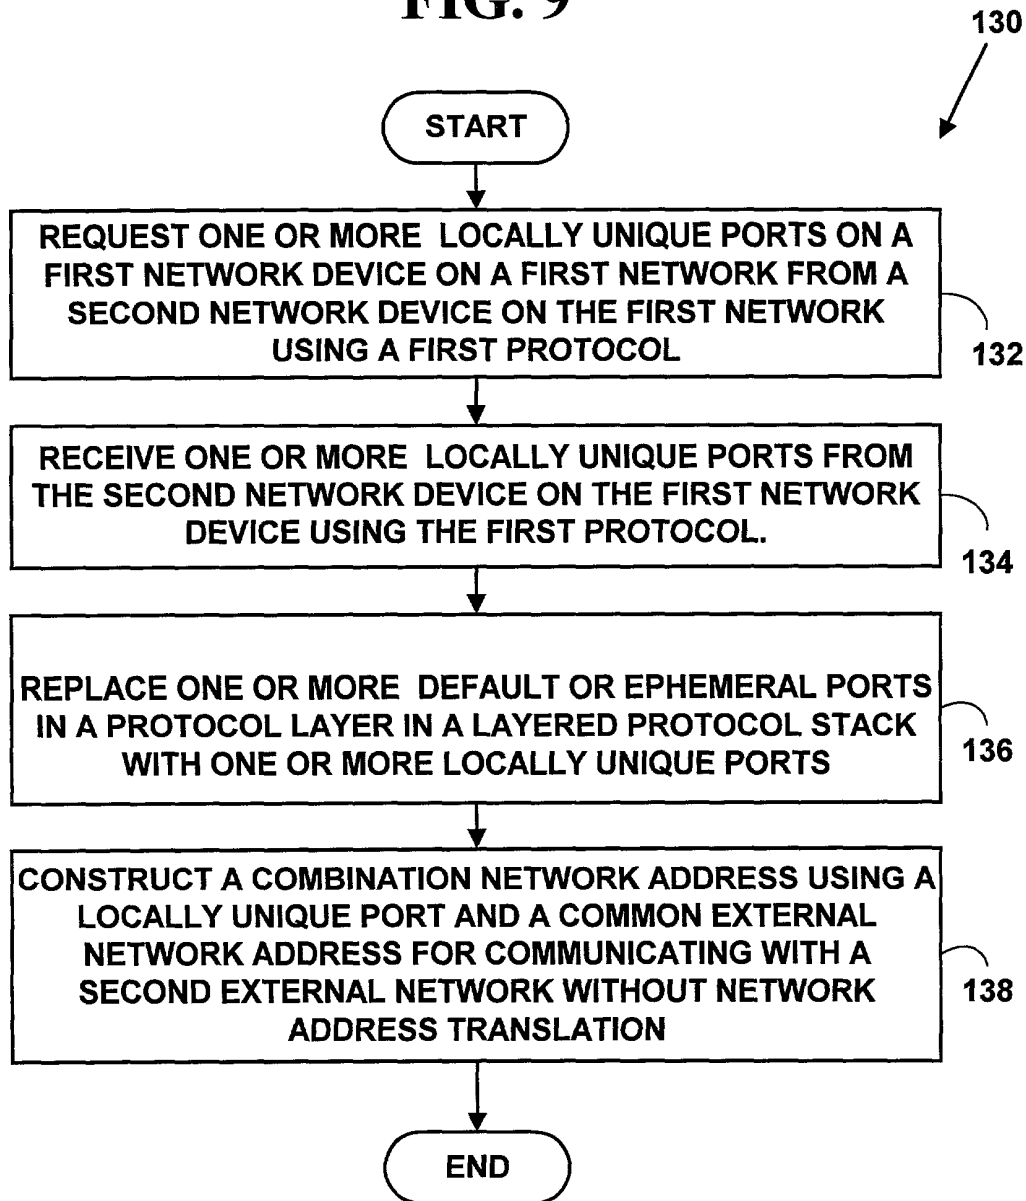 FIG. 9
130
START
REQUEST ONE OR MORE LOCALLY UNIQUE PORTS ON A
FIRST NETWORK DEVICE ON A FIRST NETWORK FROM A
SECOND NETWORK DEVICE ON THE FIRST NETWORK
USING A FIRST PROTOCOL
132
RECEIVE ONE OR MORE LOCALLY UNIQUE PORTS FROM
THE SECOND NETWORK DEVICE ON THE FIRST NETWORK
DEVICE USING THE FIRST PROTOCOL.
134
REPLACE ONE OR MORE DEFAULT OR EPHEMERAL PORTS
IN A PROTOCOL LAYER IN A LAYERED PROTOCOL STACK
WITH ONE OR MORE LOCALLY UNIQUE PORTS
136
CONSTRUCT A COMBINATION NETWORK ADDRESS USING A
LOCALLY UNIQUE PORT AND A COMMON EXTERNAL
NETWORK ADDRESS FOR COMMUNICATING WITH A
SECOND EXTERNAL NETWORK WITHOUT NETWORK
ADDRESS TRANSLATION
138
END